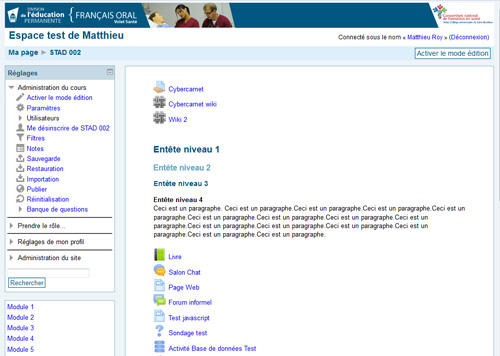 DIVISION
de l'éducation
PERMANENTE
FRANÇAIS ORAL
Volet Santé
Consortium national
de formation en santé
Espace test de Matthieu
Connecté sous le nom « Matthieu Roy » (Déconnexion)
Ma page ► STAD 002
Activer le mode édition
Réglages
Administration du cours
Activer le mode édition
Paramètres
Utilisateurs
Me désinscrire de STAD 002
Filtres
Notes
Sauvegarde
Restauration
Importation
Publier
Réinitialisation
Banque de questions
Prendre le rôle...
Réglages de mon profil
Administration du site
Rechercher
Module 1
Module 2
Module 3
Module 4
Module 5
Cybercarnet
Cybercarnet wiki
Wiki 2
Entête niveau 1
Entête niveau 2
Entête niveau 3
Entête niveau 4
Ceci est un paragraphe. Ceci est un paragraphe.Ceci est un paragraphe.Ceci est un paragraphe.Ceci est un
paragraphe.Ceci est un paragraphe.Ceci est un paragraphe.Ceci est un paragraphe.Ceci est un
paragraphe.Ceci est un paragraphe.Ceci est un paragraphe.Ceci est un paragraphe.Ceci est un
paragraphe.Ceci est un paragraphe.Ceci est un paragraphe.
Livre
Salon Chat
Page Web
Forum informel
Test javascript
Sondage test
Activité Base de données Test